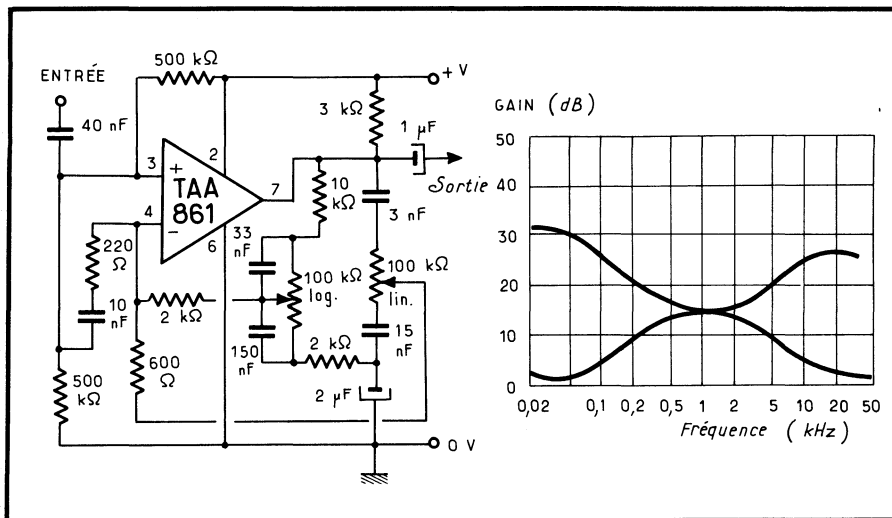 ENTRÉE
500 kΩ
+ V
40 nF
3 kΩ
1 µF
3
+
2
TAA
861
7
Sortie
4
−
6
10
kΩ
3 nF
220
Ω
33
nF
100 kΩ
log.
100 kΩ
lin.
2 kΩ
10
nF
150
nF
2 kΩ
15
nF
600
Ω
500
kΩ
2 µF
0 V
GAIN (dB)
50
40
30
20
10
0
0,02 0,1 0,2 0,5 1 2 5 10 20 50
Fréquence (kHz)